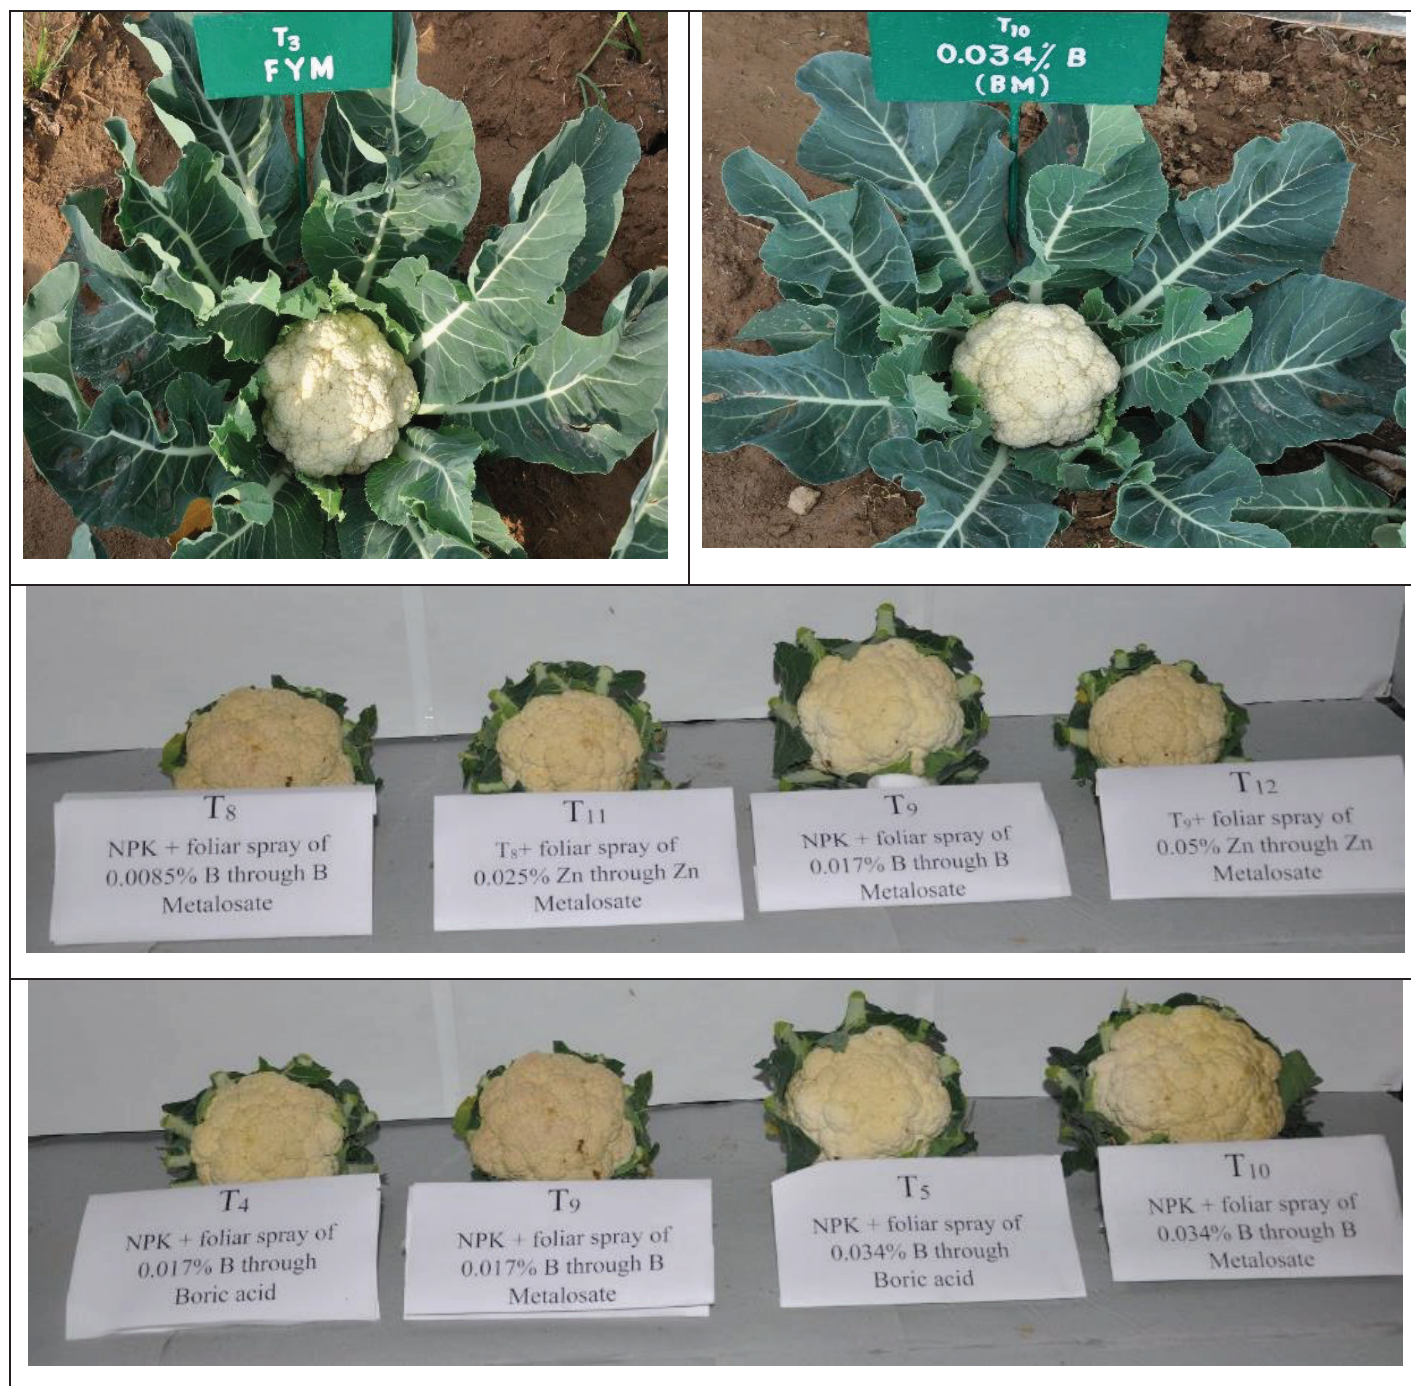 T3
FYM
T10
0.034% B
(BM)
T8
NPK + foliar spray of
0.0085% B through B
Metalosate
T11
T8+ foliar spray of
0.025% Zn through Zn
Metalosate
T9
NPK + foliar spray of
0.017% B through B
Metalosate
T12
T9+ foliar spray of
0.05% Zn through Zn
Metalosate
T4
NPK + foliar spray of
0.017% B through
Boric acid
T9
NPK + foliar spray of
0.017% B through B
Metalosate
T5
NPK + foliar spray of
0.034% B through
Boric acid
T10
NPK + foliar spray of
0.034% B through B
Metalosate